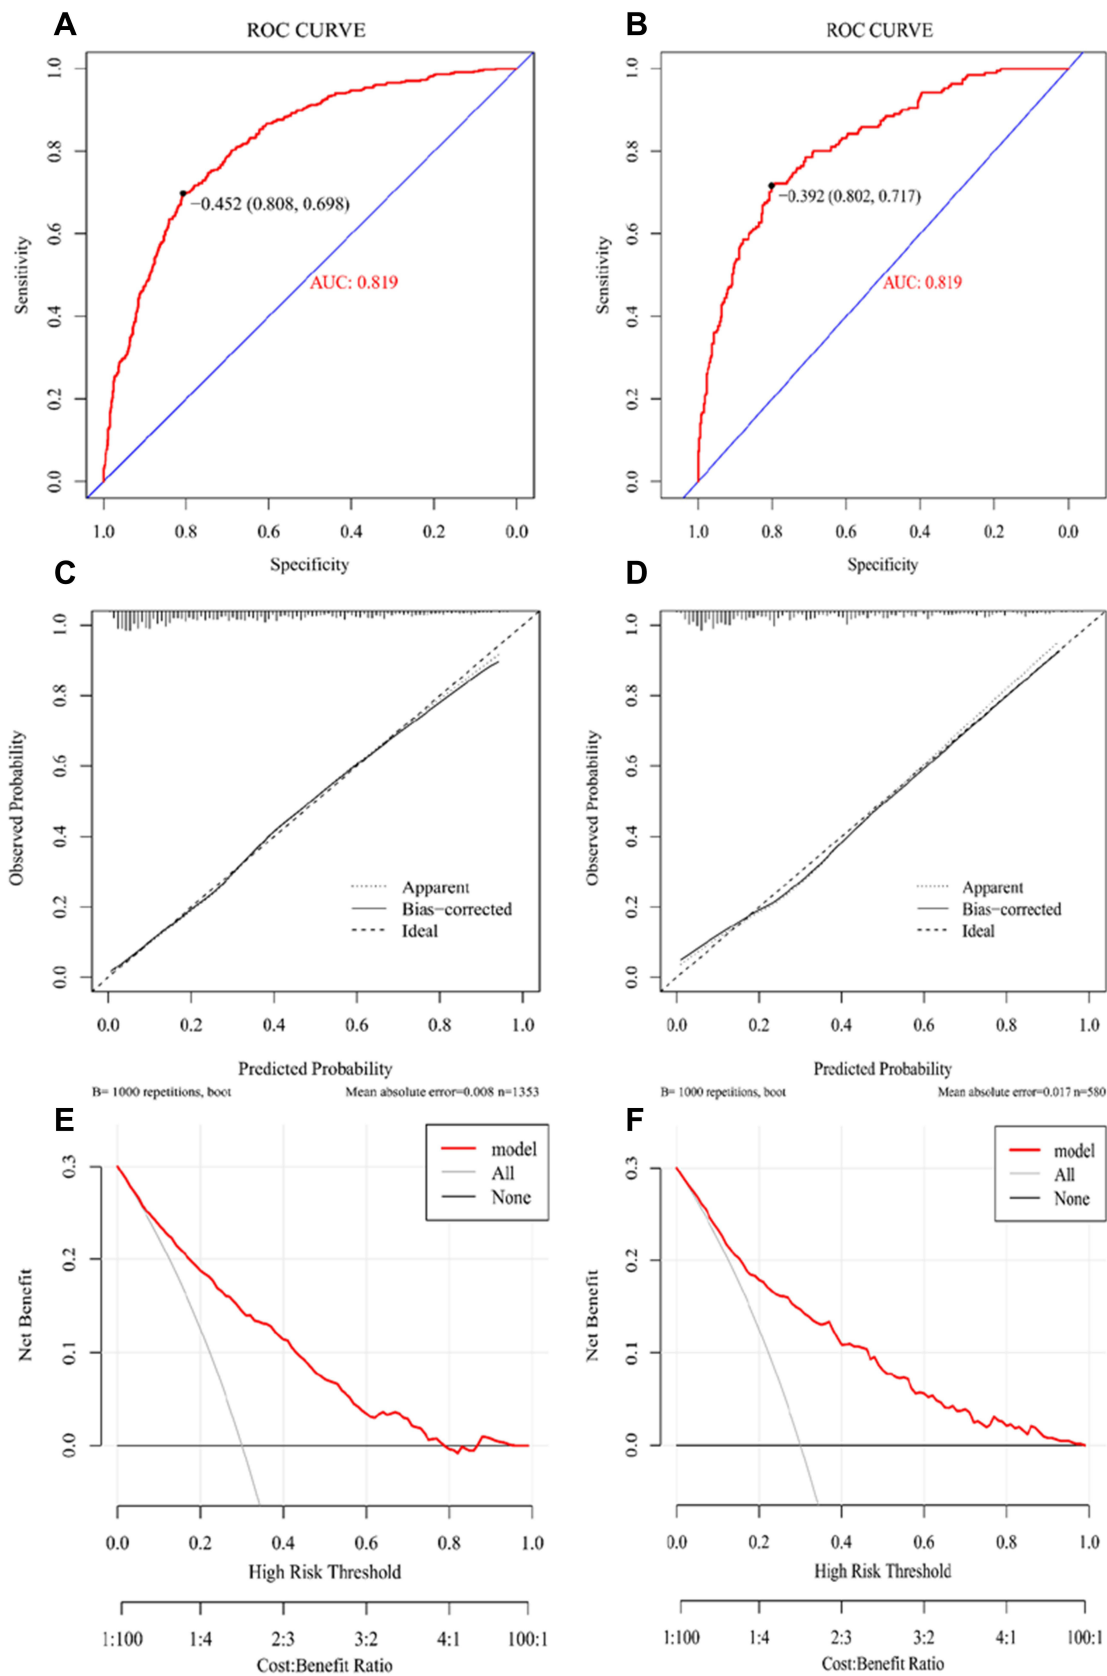 A
ROC CURVE
1.0
0.8
0.6
0.4
0.2
0.0
Sensitivity
−0.452 (0.808, 0.698)
AUC: 0.819
1.0 0.8 0.6 0.4 0.2 0.0
Specificity
B
ROC CURVE
1.0
0.8
0.6
0.4
0.2
0.0
Sensitivity
−0.392 (0.802, 0.717)
AUC: 0.819
1.0 0.8 0.6 0.4 0.2 0.0
Specificity
C
1.0
0.8
0.6
0.4
0.2
0.0
Observed Probability
Apparent
Bias−corrected
Ideal
0.0 0.2 0.4 0.6 0.8 1.0
Predicted Probability
B= 1000 repetitions, boot Mean absolute error=0.008 n=1353
D
1.0
0.8
0.6
0.4
0.2
0.0
Observed Probability
Apparent
Bias−corrected
Ideal
0.0 0.2 0.4 0.6 0.8 1.0
Predicted Probability
B= 1000 repetitions, boot Mean absolute error=0.017 n=580
E
model
All
None
0.3
0.2
0.1
0.0
Net Benefit
0.0 0.2 0.4 0.6 0.8 1.0
High Risk Threshold
1:100 1:4 2:3 3:2 4:1 100:1
Cost:Benefit Ratio
F
model
All
None
0.3
0.2
0.1
0.0
Net Benefit
0.0 0.2 0.4 0.6 0.8 1.0
High Risk Threshold
1:100 1:4 2:3 3:2 4:1 100:1
Cost:Benefit Ratio